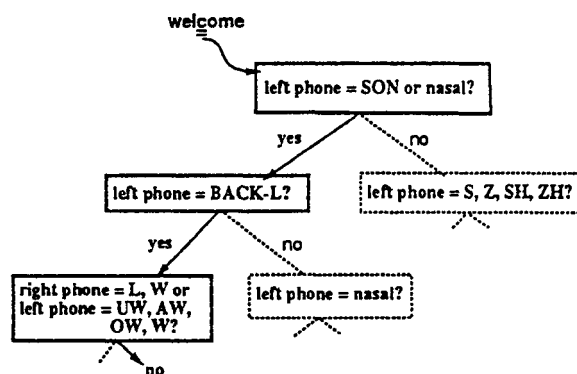 welcome
left phone = SON or nasal?
yes
no
left phone = BACK-L?
left phone = S, Z, SH, ZH?
yes
no
right phone = L, W or
left phone = UW, AW,
OW, W?
left phone = nasal?
no